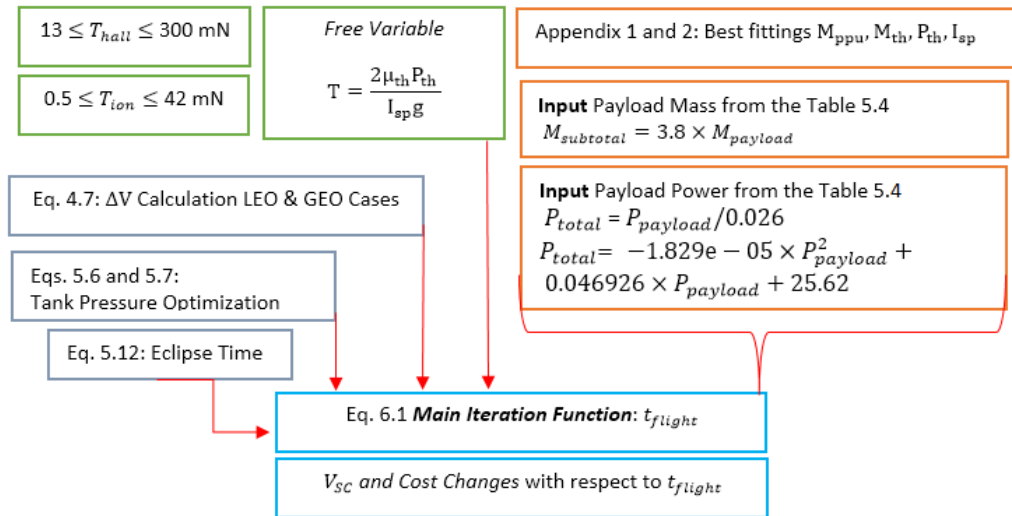 13 ≤ T_hall ≤ 300 mN
0.5 ≤ T_ion ≤ 42 mN
Free Variable
T = 2μ_th P_th / I_sp g
Appendix 1 and 2: Best fittings M_ppu, M_th, P_th, I_sp
Input Payload Mass from the Table 5.4
M_subtotal = 3.8 × M_payload
Input Payload Power from the Table 5.4
P_total = P_payload/0.026
P_total = −1.829e − 05 × P²_payload +
0.046926 × P_payload + 25.62
Eq. 4.7: ΔV Calculation LEO & GEO Cases
Eqs. 5.6 and 5.7:
Tank Pressure Optimization
Eq. 5.12: Eclipse Time
Eq. 6.1 Main Iteration Function: t_flight
V_SC and Cost Changes with respect to t_flight